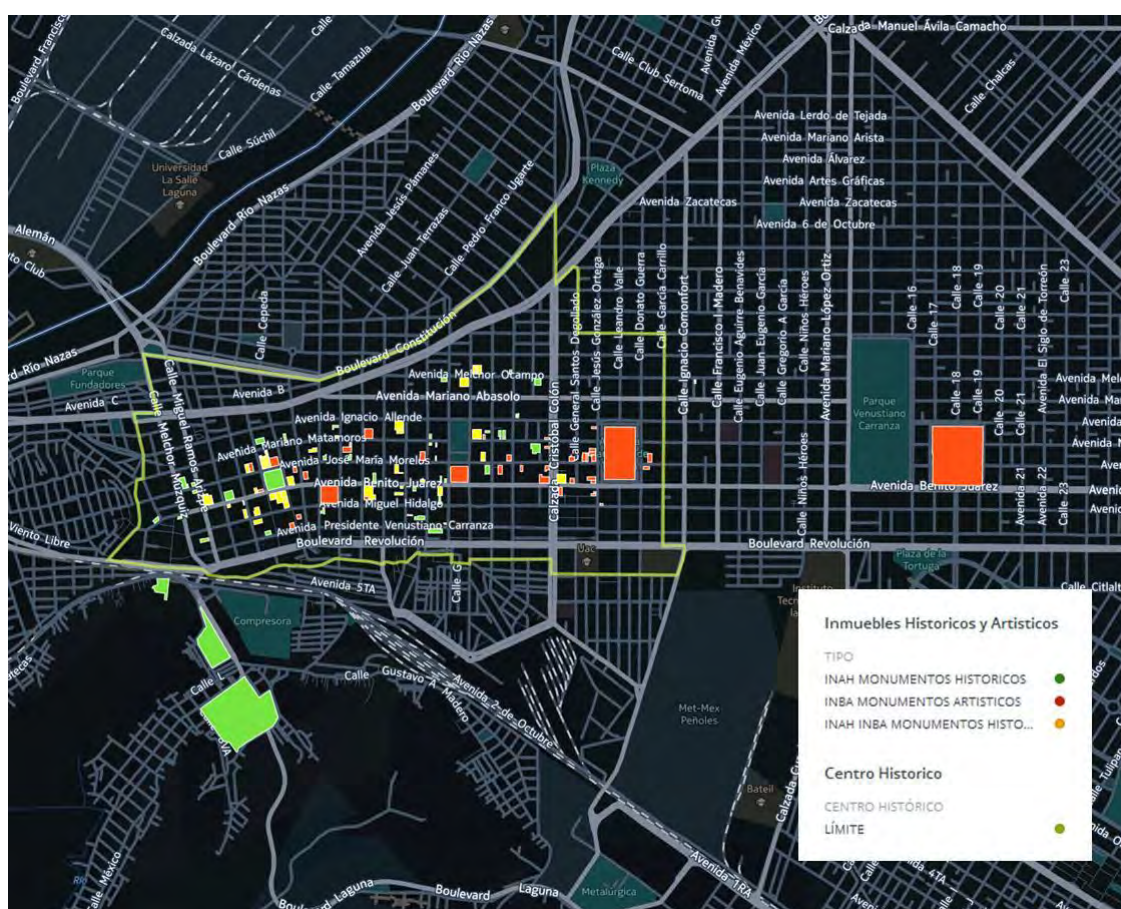 Calzada Manuel Ávila Camacho
Boulevard Francisco
Calzada Lázaro Cárdenas
Calle Tamazula
Boulevard Río Nazas
Calle Club Sertoma
Avenida México
Calle Chalcas
Calle Súchil
Avenida Lerdo de Tejada
Avenida Mariano Arista
Avenida Álvarez
Avenida Artes Gráficas
Avenida Zacatecas
Avenida Zacatecas
Avenida 6 de Octubre
Universidad
La Salle
Laguna
Plaza
Kennedy
Avenida Jesús Pámanes
Calle Juan Terrazas
Calle Pedro Franco Ugarte
Boulevard Río Nazas
Alemán
Calle Cepeda
Boulevard Constitución
Calle General Santos Degollado
Calle Jesús González Ortega
Calle Leandro Valle
Calle Donato Guerra
Calle García Carrillo
Calle Ignacio Comonfort
Calle Francisco I Madero
Calle Eugenio Aguirre Benavides
Calle Juan Eugenio García
Calle Gregorio A García
Calle Niños Héroes
Avenida Mariano López Ortiz
Calle 16
Calle 17
Calle 18
Calle 19
Calle 20
Calle 21
Avenida El Siglo de Torreón
Calle 23
Río Nazas
Parque
Fundadores
Avenida C
Avenida B
Calle Melchor Múzquiz
Calle Miguel Ramos Arizpe
Avenida Melchor Ocampo
Avenida Mariano Abasolo
Avenida Ignacio Allende
Avenida Mariano Matamoros
Avenida José María Morelos
Avenida Benito Juárez
Avenida Miguel Hidalgo
Avenida Presidente Venustiano Carranza
Boulevard Revolución
Calzada Cristóbal Colón
Parque
Venustiano
Carranza
Calle 18
Calle 19
Calle 20
Calle 21
Calle Niños Héroes
Avenida Benito Juárez
Avenida 21
Avenida 22
Calle 23
Viento Libre
Boulevard Revolución
Plaza de la
Tortuga
Avenida 5TA
Compresora
Calle Gustavo A Madero
Avenida 2 de Octubre
Met-Mex
Peñoles
Bateil
Calle México
Boulevard Laguna
Boulevard Laguna
Metalúrgica
Avenida 1RA
Inmuebles Historicos y Artisticos
TIPO
INAH MONUMENTOS HISTORICOS
INBA MONUMENTOS ARTISTICOS
INAH INBA MONUMENTOS HISTO...
Centro Historico
CENTRO HISTÓRICO
LÍMITE